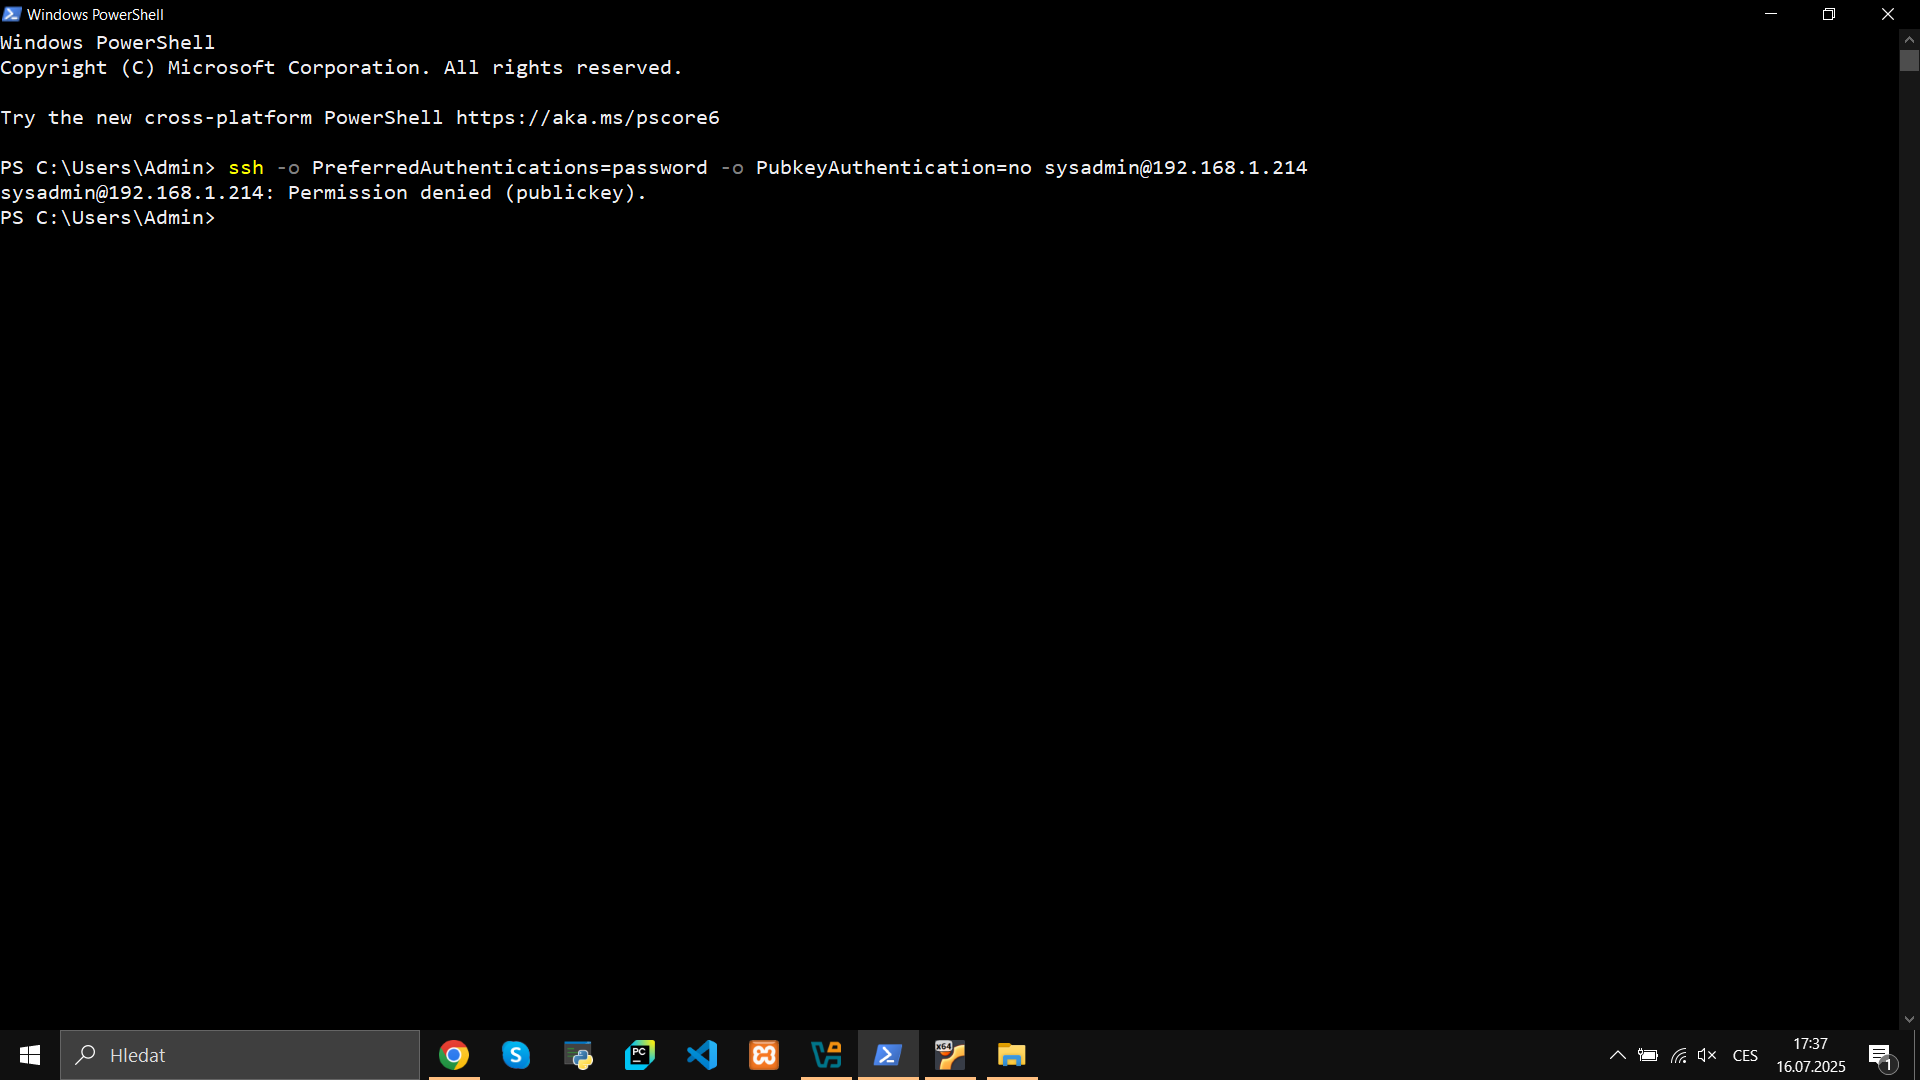 Windows PowerShell
Windows PowerShell
Copyright (C) Microsoft Corporation. All rights reserved.
Try the new cross-platform PowerShell https://aka.ms/pscore6
PS C:\Users\Admin> ssh -o PreferredAuthentications=password -o PubkeyAuthentication=no sysadmin@192.168.1.214
sysadmin@192.168.1.214: Permission denied (publickey).
PS C:\Users\Admin>
Hledat
S
PC
x64
CES
17:37
16.07.2025
1